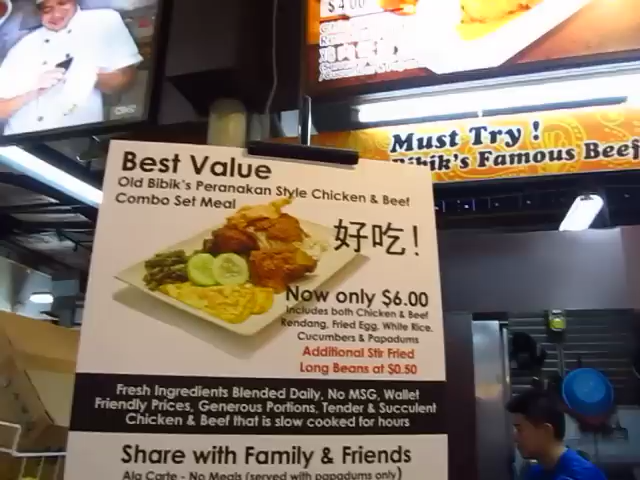 $4.00
Must Try !
Bibik's Famous Beef
Best Value
Old Bibik's Peranakan Style Chicken & Beef
Combo Set Meal
好吃!
Now only $6.00
Includes both Chicken & Beef
Rendang, Fried Egg, White Rice,
Cucumbers & Papadums
Additional Stir Fried
Long Beans at $0.50
Fresh Ingredients Blended Daily, No MSG, Wallet
Friendly Prices, Generous Portions, Tender & Succulent
Chicken & Beef that is slow cooked for hours
Share with Family & Friends
Ala Carte - No Meals (served with papadums only)